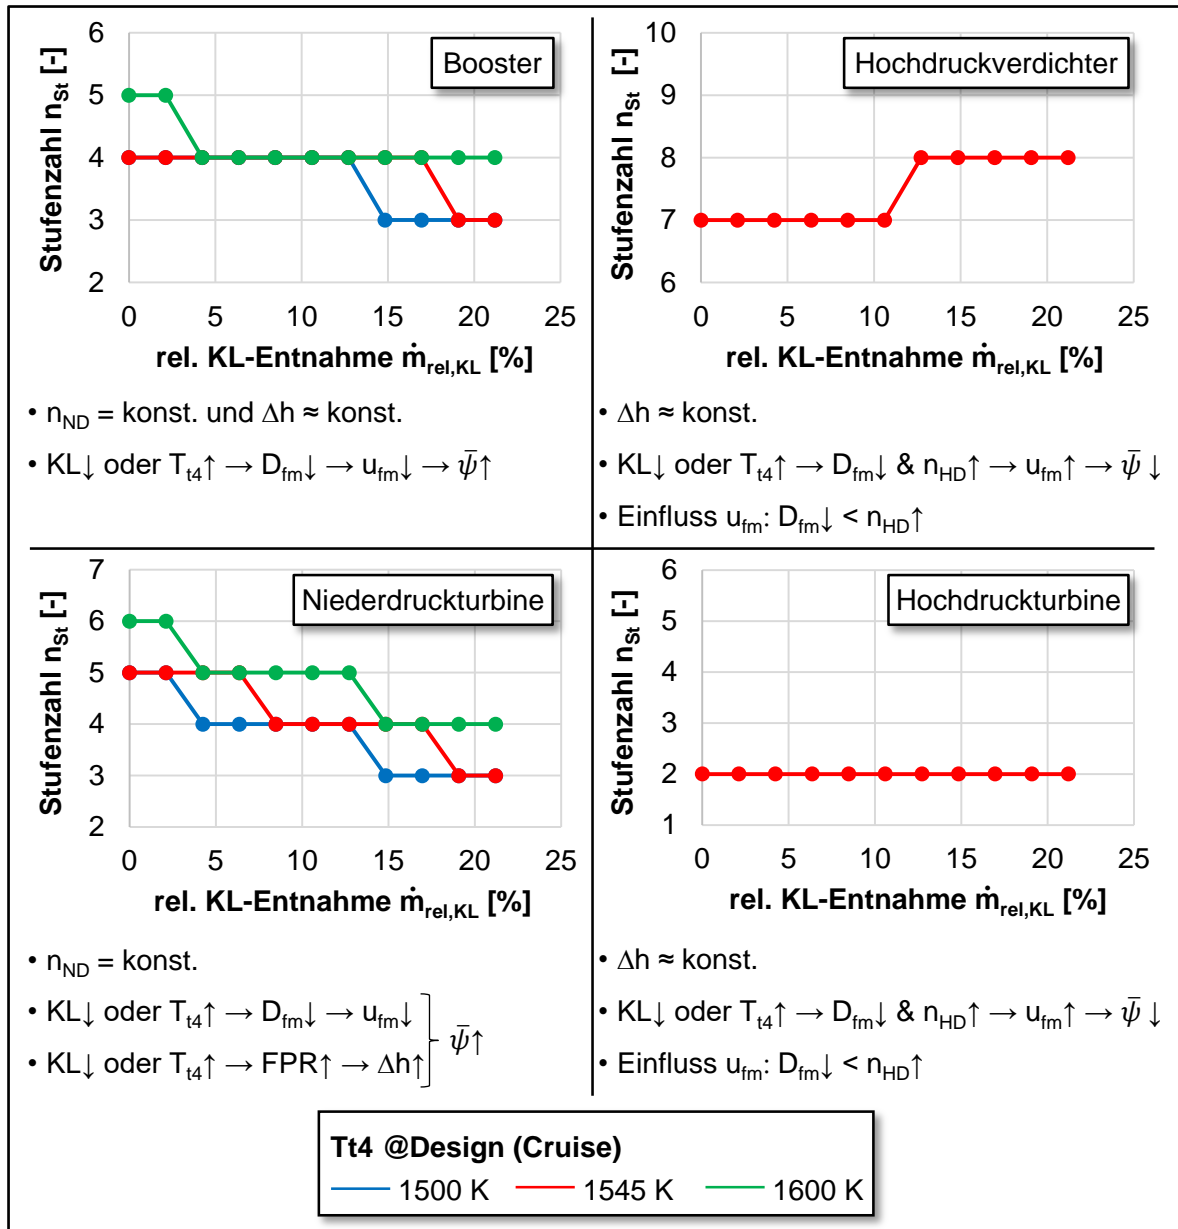 Booster
Stufenzahl n_St [-]
6
5
4
3
2
0 5 10 15 20 25
rel. KL-Entnahme ṁ_rel,KL [%]
• n_ND = konst. und Δh ≈ konst.
• KL↓ oder T_t4↑ → D_fm↓ → u_fm↓ → ψ̄↑
Hochdruckverdichter
Stufenzahl n_St [-]
10
9
8
7
6
0 5 10 15 20 25
rel. KL-Entnahme ṁ_rel,KL [%]
• Δh ≈ konst.
• KL↓ oder T_t4↑ → D_fm↓ & n_HD↑ → u_fm↑ → ψ̄ ↓
• Einfluss u_fm: D_fm↓ < n_HD↑
Niederdruckturbine
Stufenzahl n_St [-]
7
6
5
4
3
2
0 5 10 15 20 25
rel. KL-Entnahme ṁ_rel,KL [%]
• n_ND = konst.
• KL↓ oder T_t4↑ → D_fm↓ → u_fm↓
• KL↓ oder T_t4↑ → FPR↑ → Δh↑
ψ̄↑
Hochdruckturbine
Stufenzahl n_St [-]
6
5
4
3
2
1
0 5 10 15 20 25
rel. KL-Entnahme ṁ_rel,KL [%]
• Δh ≈ konst.
• KL↓ oder T_t4↑ → D_fm↓ & n_HD↑ → u_fm↑ → ψ̄ ↓
• Einfluss u_fm: D_fm↓ < n_HD↑
Tt4 @Design (Cruise)
1500 K 1545 K 1600 K